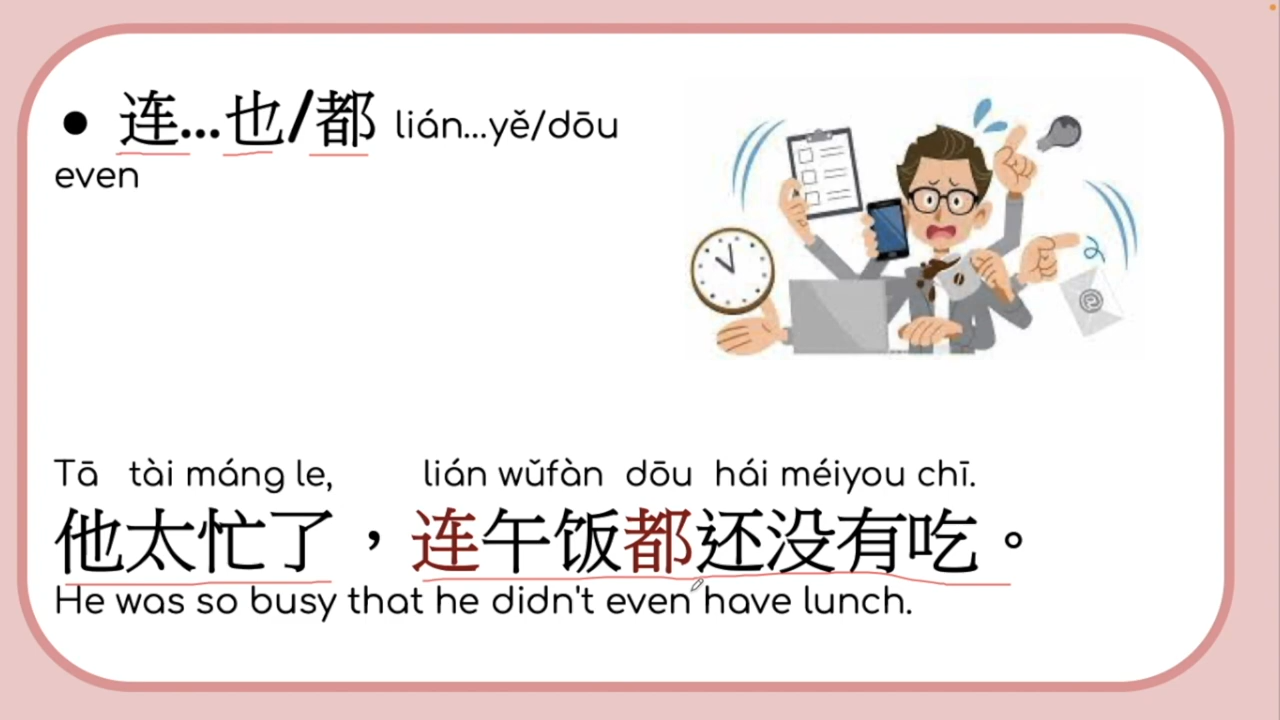 • 连...也/都 lián...yě/dōu
even
Tā tài máng le, lián wǔfàn dōu hái méiyou chī.
他太忙了，连午饭都还没有吃。
He was so busy that he didn't even have lunch.